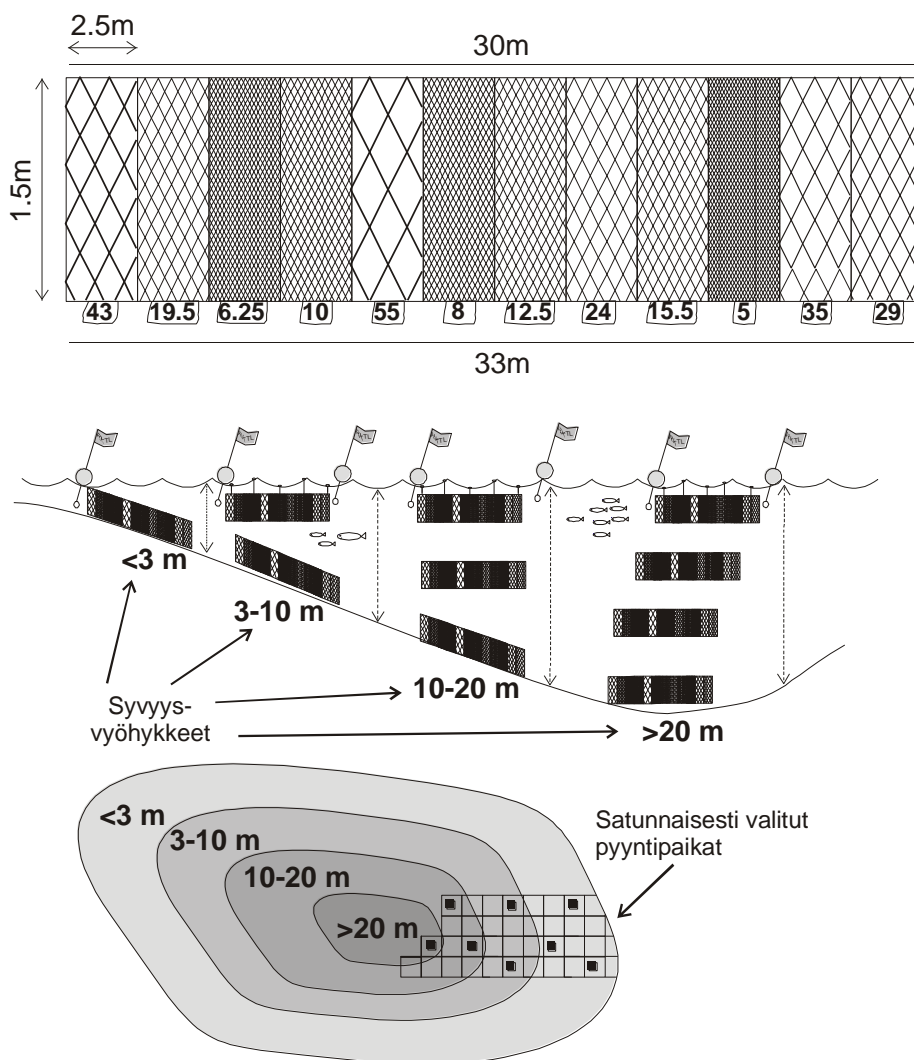 2.5m
30m
1.5m
43 19.5 6.25 10 55 8 12.5 24 15.5 5 35 29
33m
<3 m
3-10 m
10-20 m
>20 m
Syvyys-
vyöhykkeet
<3 m
3-10 m
10-20 m
>20 m
Satunnaisesti valitut
pyyntipaikat